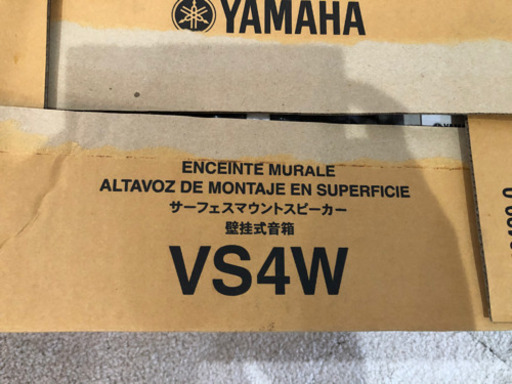 YAMAHA
ENCEINTE MURALE
ALTAVOZ DE MONTAJE EN SUPERFICIE
サーフェスマウントスピーカー
壁挂式音箱
VS4W